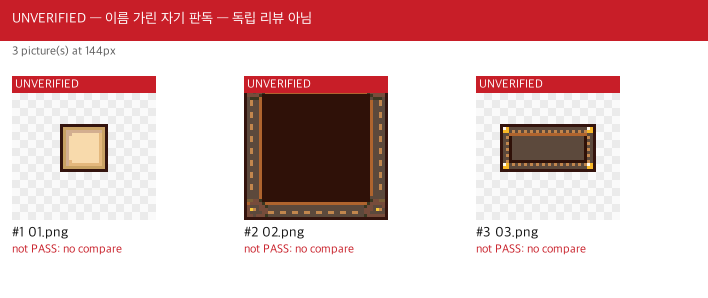 UNVERIFIED — 이름 가린 자기 판독 — 독립 리뷰 아님
3 picture(s) at 144px
UNVERIFIED
UNVERIFIED
UNVERIFIED
#1 01.png
#2 02.png
#3 03.png
not PASS: no compare
not PASS: no compare
not PASS: no compare